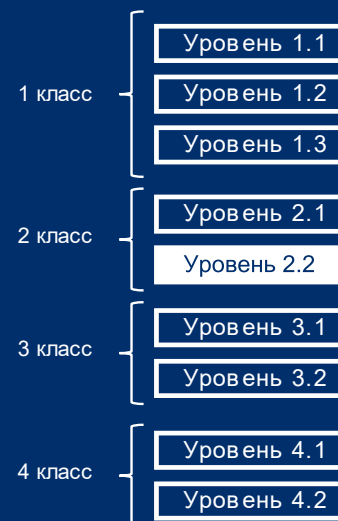 1 класс
Уровень 1.1
Уровень 1.2
Уровень 1.3
2 класс
Уровень 2.1
Уровень 2.2
3 класс
Уровень 3.1
Уровень 3.2
4 класс
Уровень 4.1
Уровень 4.2